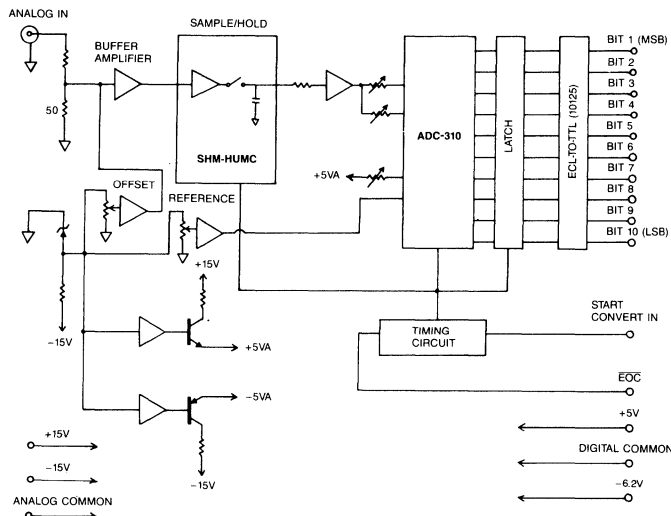 ANALOG IN
SAMPLE/HOLD
BUFFER
AMPLIFIER
50
SHM-HUMC
ADC-310
LATCH
ECL-TO-TTL (10125)
BIT 1 (MSB)
BIT 2
BIT 3
BIT 4
BIT 5
BIT 6
BIT 7
BIT 8
BIT 9
BIT 10 (LSB)
+5VA
OFFSET
REFERENCE
-15V
+15V
+5VA
-5VA
-15V
TIMING
CIRCUIT
START
CONVERT IN
EOC
+5V
DIGITAL COMMON
-6.2V
+15V
-15V
ANALOG COMMON